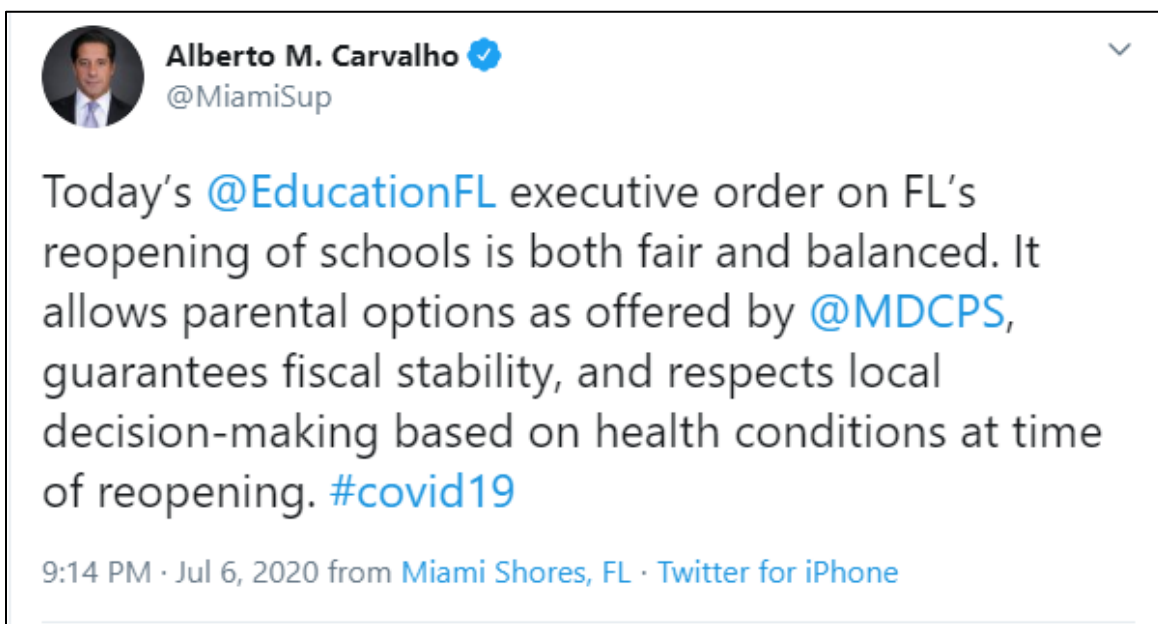 Alberto M. Carvalho
@MiamiSup
Today's @EducationFL executive order on FL's
reopening of schools is both fair and balanced. It
allows parental options as offered by @MDCPS,
guarantees fiscal stability, and respects local
decision-making based on health conditions at time
of reopening. #covid19
9:14 PM · Jul 6, 2020 from Miami Shores, FL · Twitter for iPhone